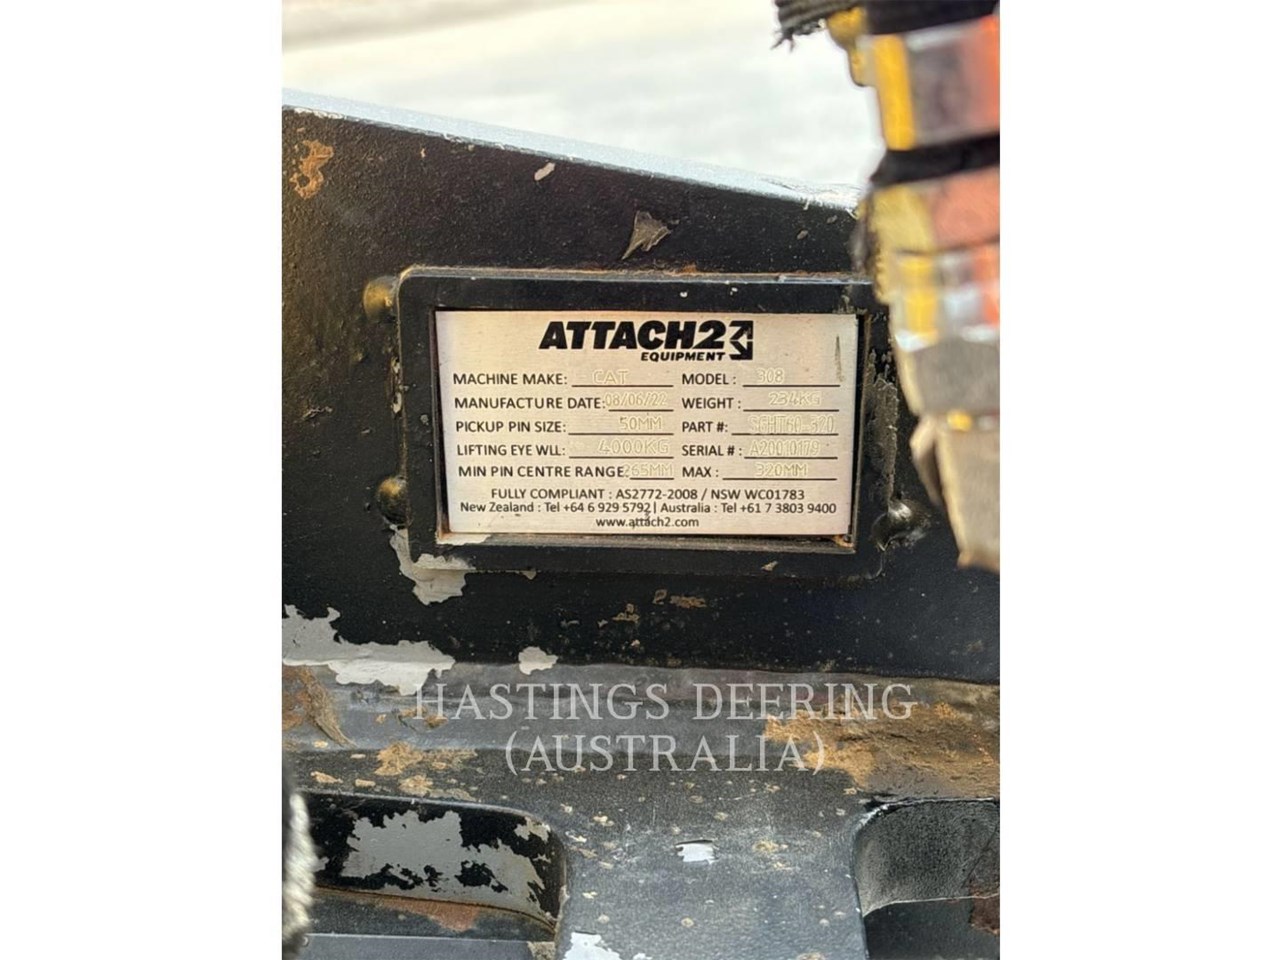 ATTACH2
EQUIPMENT
MACHINE MAKE: CAT MODEL: 308
MANUFACTURE DATE: 08/06/22 WEIGHT: 234KG
PICKUP PIN SIZE: 50MM PART #:
LIFTING EYE WLL: 4000KG SERIAL #: A20010179
MIN PIN CENTRE RANGE: 265MM MAX: 320MM
FULLY COMPLIANT : AS2772-2008 / NSW WC01783
New Zealand : Tel +64 6 929 5792| Australia : Tel +61 7 3803 9400
www.attach2.com
HASTINGS DEERING
(AUSTRALIA)